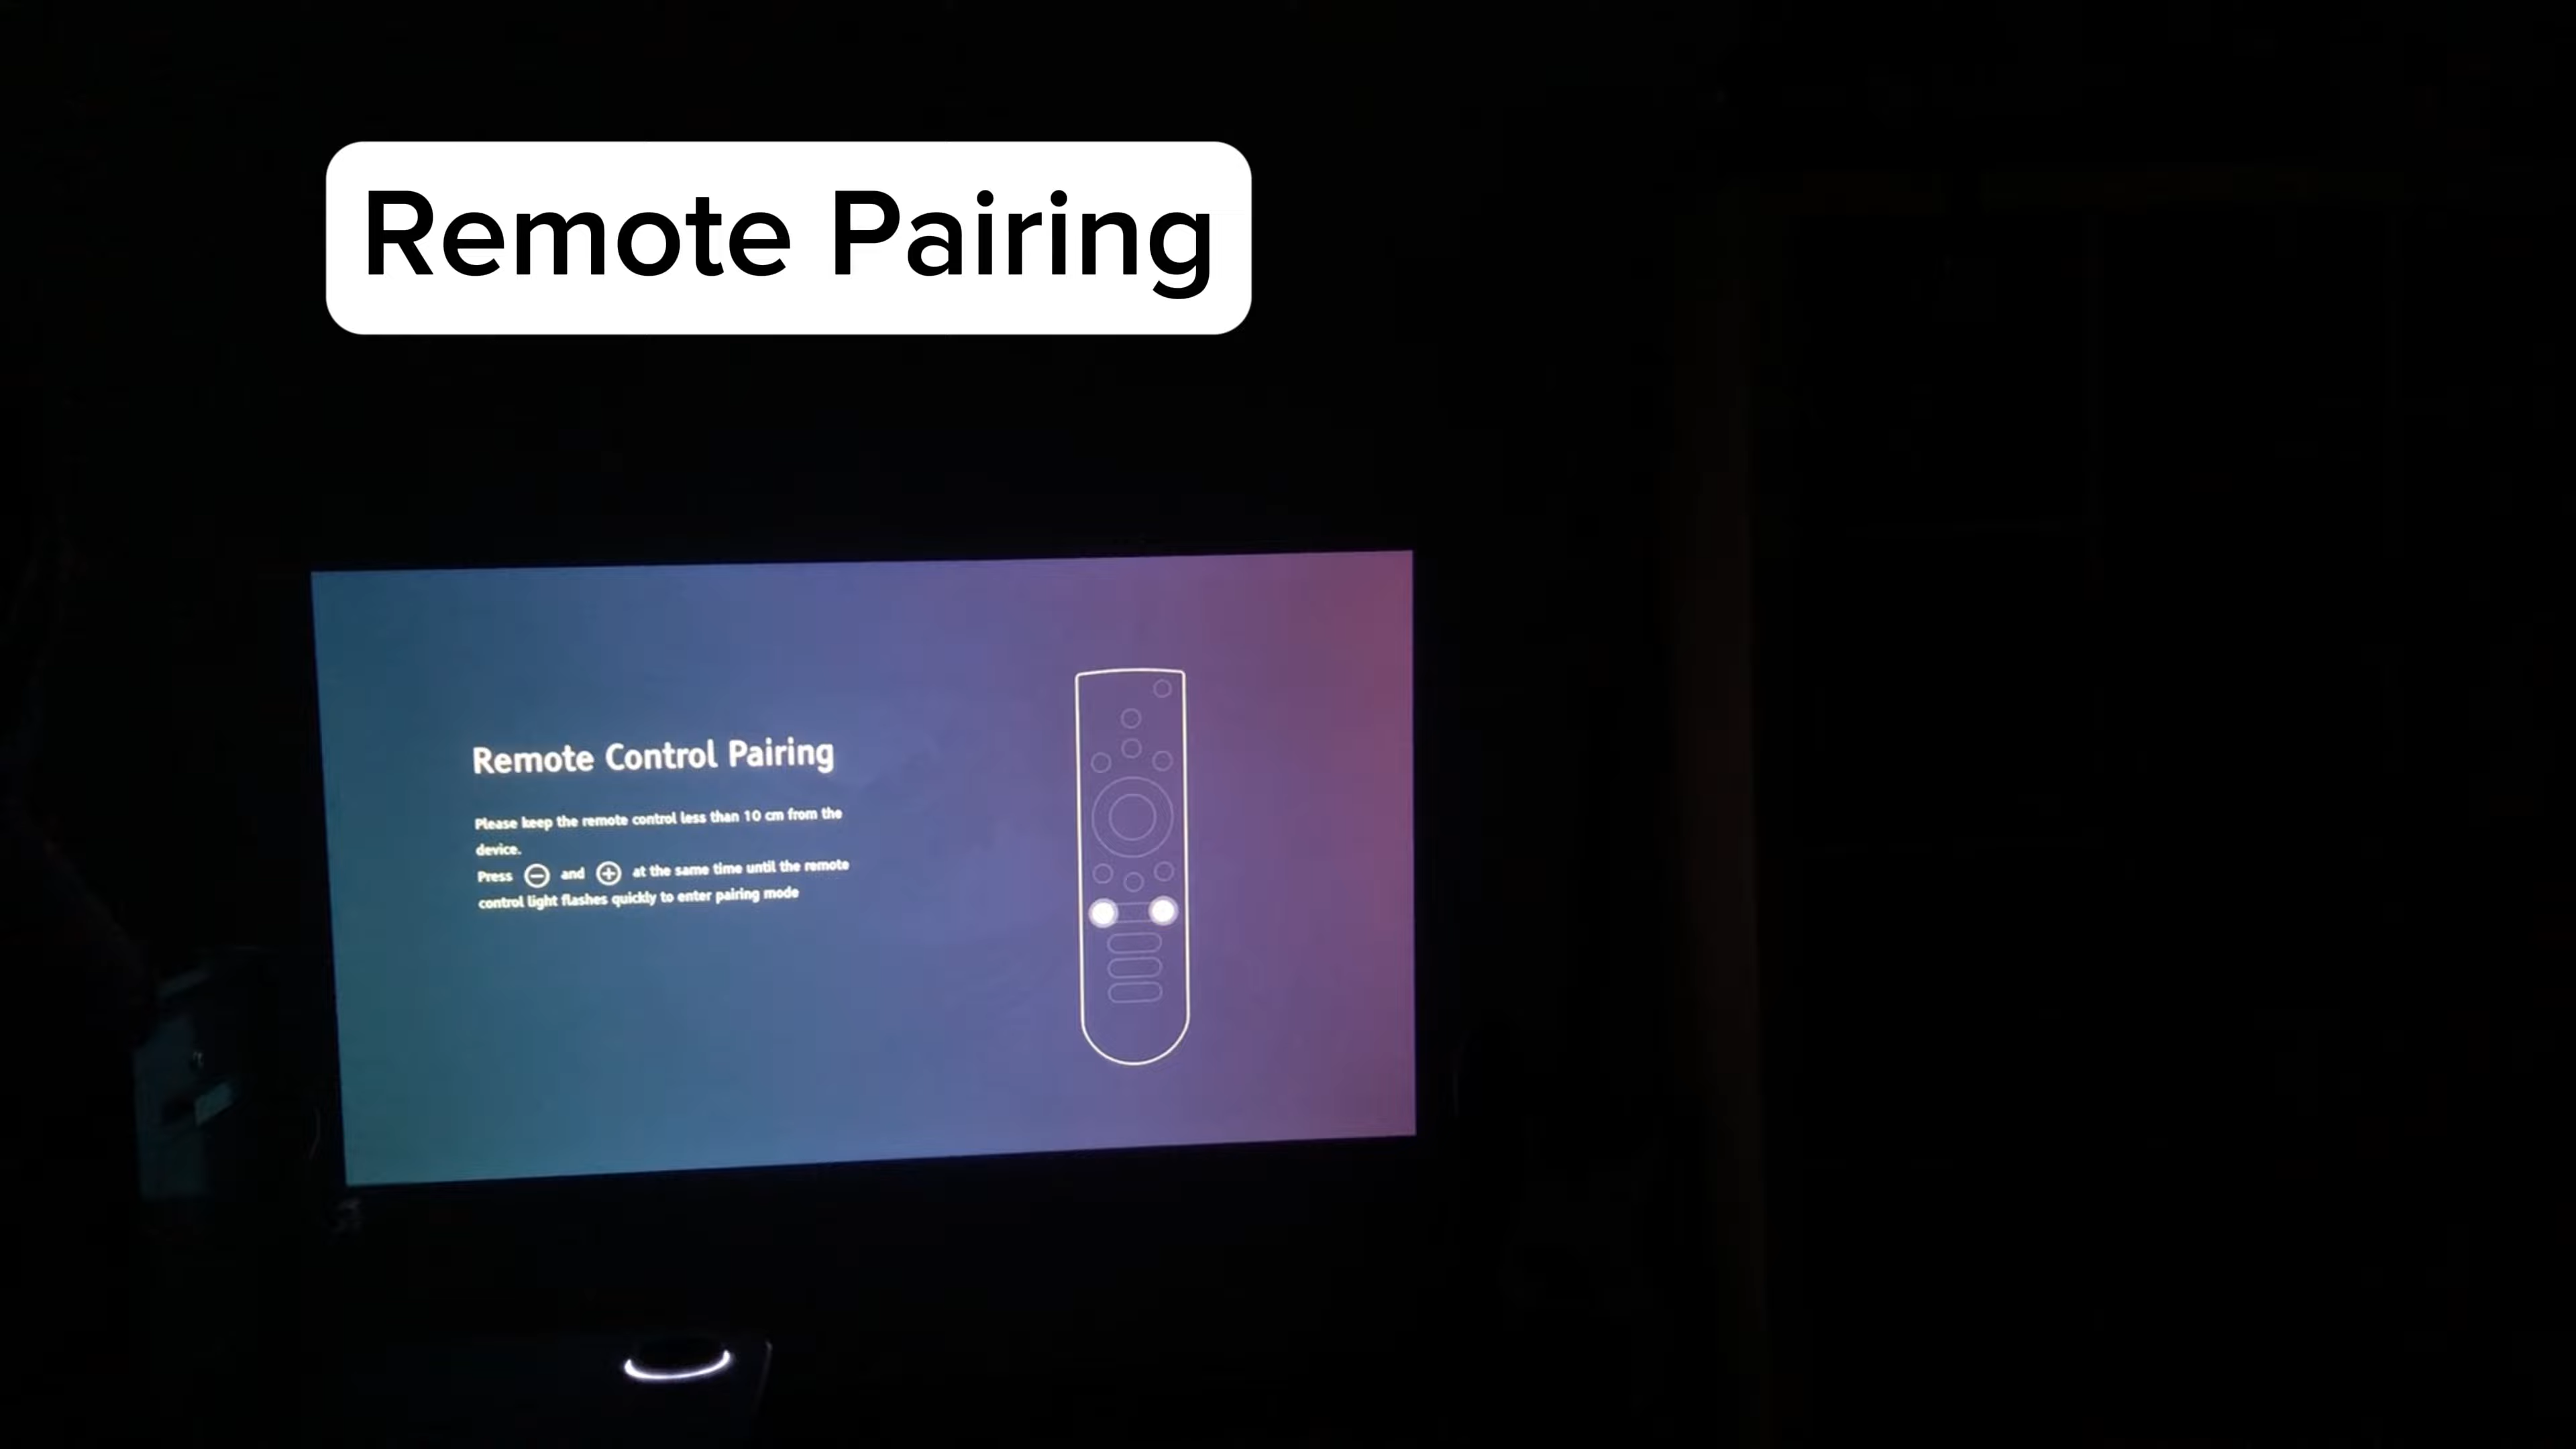 Remote Pairing
Remote Control Pairing
Please keep the remote control less than 10 cm from the
device.
Press ⊖ and ⊕ at the same time until the remote
control light flashes quickly to enter pairing mode